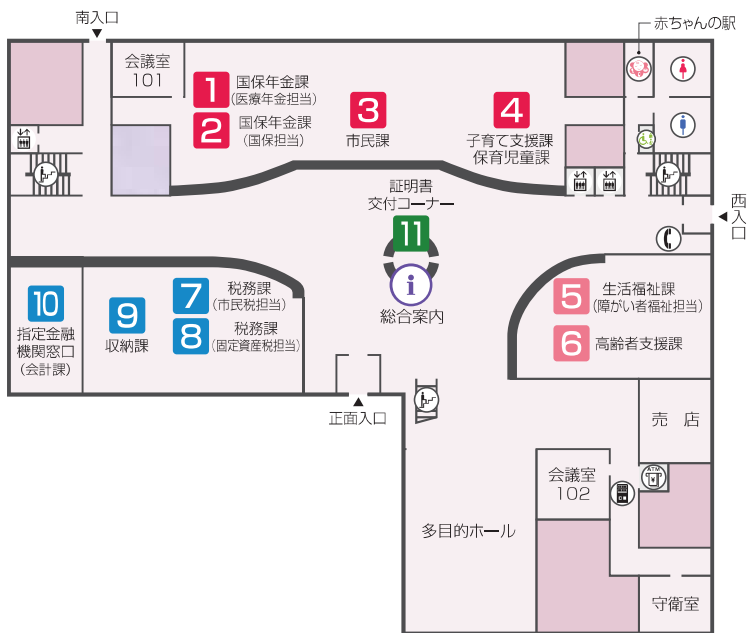 南入口
赤ちゃんの駅
会議室
101
1
国保年金課
(医療年金担当)
2
国保年金課
(国保担当)
3
市民課
4
子育て支援課
保育児童課
証明書
交付コーナー
11
i
総合案内
西入口
5
生活福祉課
(障がい者福祉担当)
6
高齢者支援課
7
税務課
(市民税担当)
8
税務課
(固定資産税担当)
9
収納課
10
指定金融
機関窓口
(会計課)
正面入口
売 店
会議室
102
ATM
¥
多目的ホール
守衛室